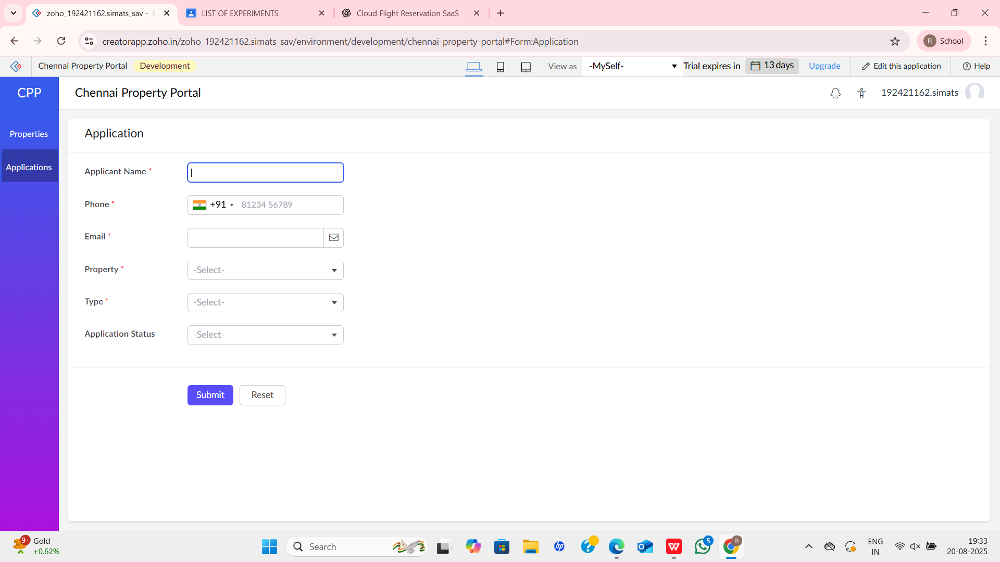 zoho_192421162.simats_sav -
LIST OF EXPERIMENTS
Cloud Flight Reservation SaaS
creatorapp.zoho.in/zoho_192421162.simats_sav/environment/development/chennai-property-portal#Form:Application
R School
Chennai Property Portal Development View as -MySelf- Trial expires in 13 days Upgrade Edit this application Help
CPP Chennai Property Portal 192421162.simats
Properties
Applications
Application
Applicant Name *
Phone * +91 81234 56789
Email *
Property * -Select-
Type * -Select-
Application Status -Select-
Submit Reset
9+ Gold
+0.62%
Search
hp
5
R
ENG
IN
19:33
20-08-2025